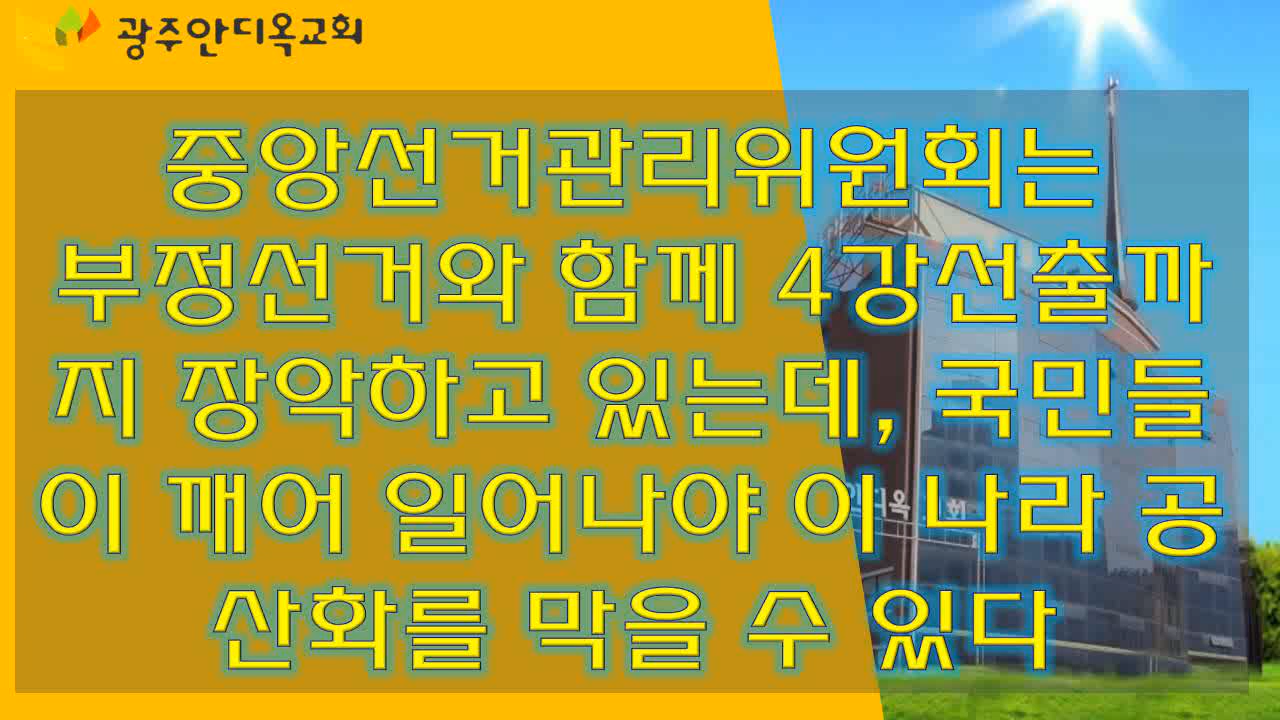 광주안디옥교회
중앙선거관리위원회는
부정선거와 함께 4강선출까
지 장악하고 있는데, 국민들
이 깨어 일어나야 이 나라 공
산화를 막을 수 있다